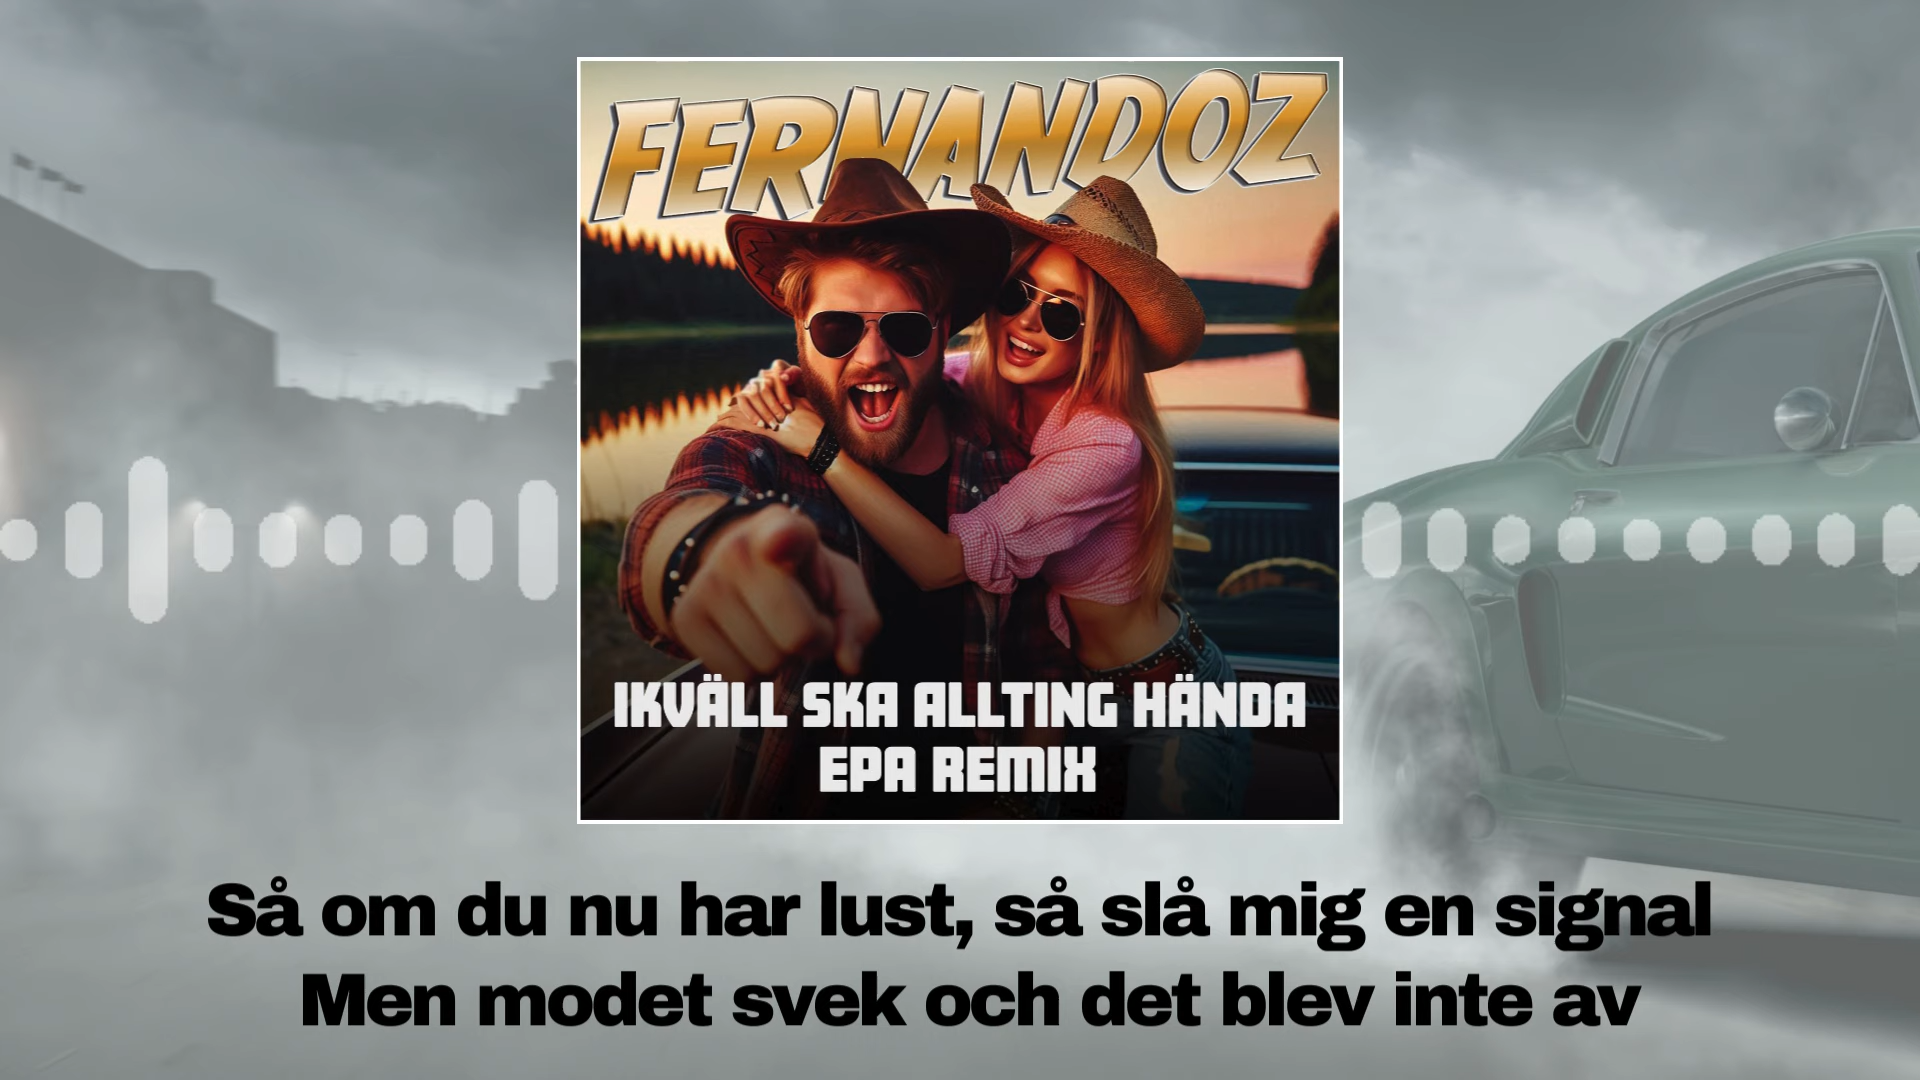 FERNANDOZ
IKVÄLL SKA ALLTING HÄNDA
EPA REMIX
Så om du nu har lust, så slå mig en signal
Men modet svek och det blev inte av